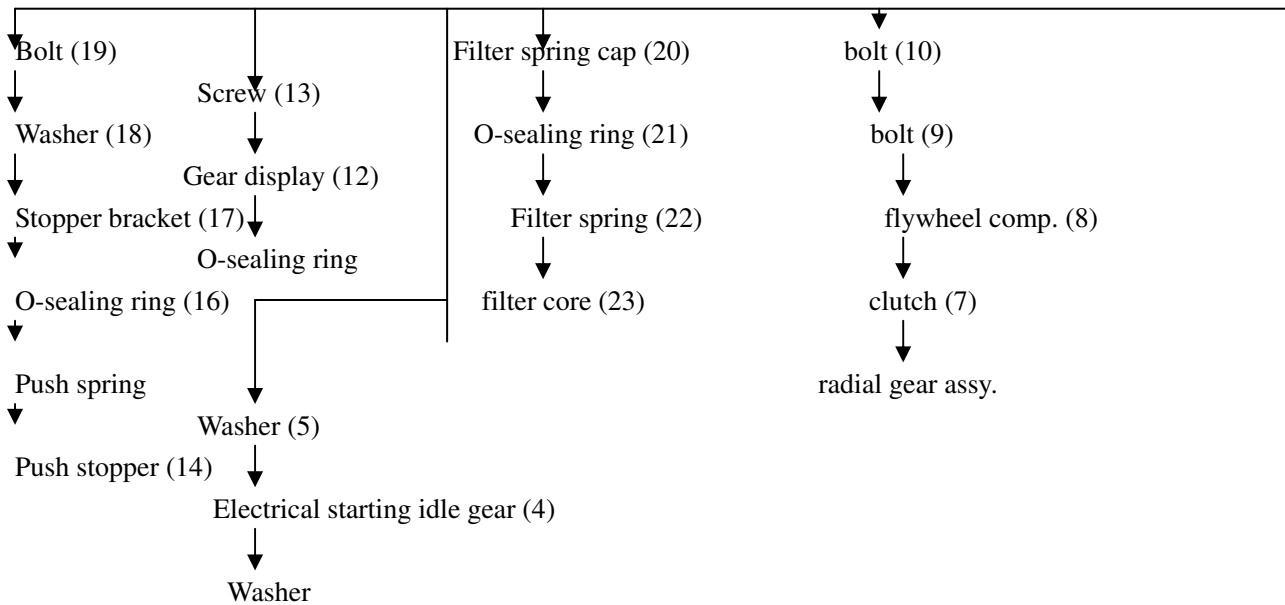 Bolt (19)
Filter spring cap (20)
bolt (10)
Screw (13)
Washer (18)
O-sealing ring (21)
bolt (9)
Gear display (12)
Stopper bracket (17)
Filter spring (22)
flywheel comp. (8)
O-sealing ring
O-sealing ring (16)
filter core (23)
clutch (7)
Push spring
radial gear assy.
Washer (5)
Push stopper (14)
Electrical starting idle gear (4)
Washer